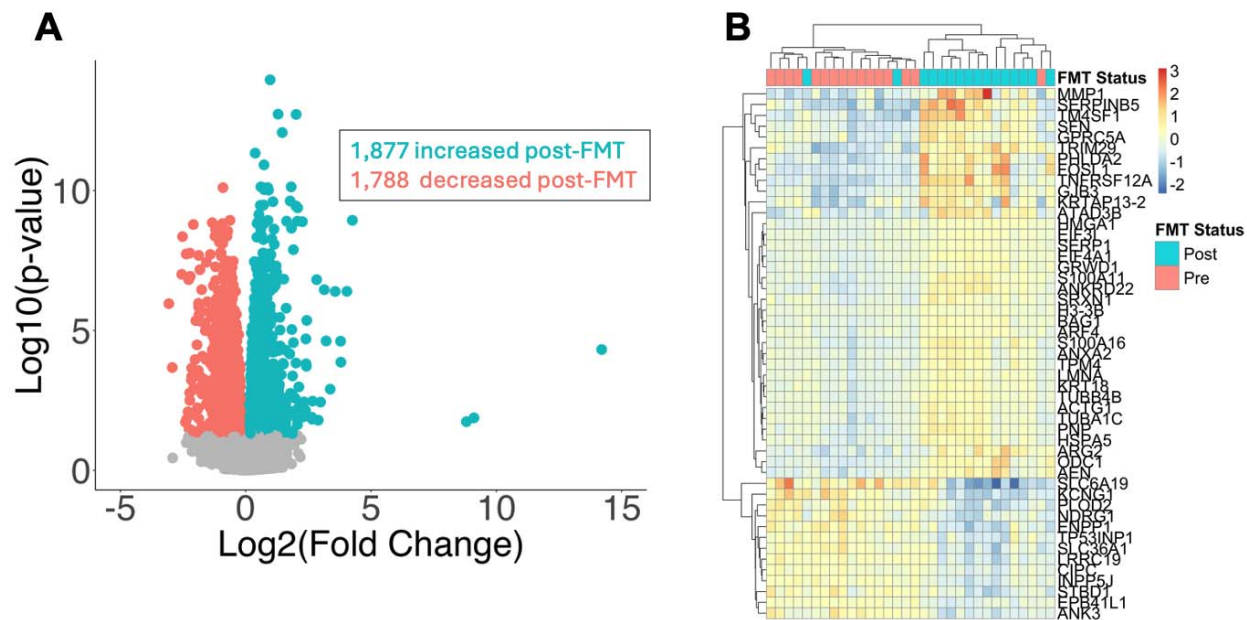 A
Log10(p-value)
10
5
0
1,877 increased post-FMT
1,788 decreased post-FMT
-5 0 5 10 15
Log2(Fold Change)
B
FMT Status
MMP1
SERPINB5
TM4SF1
SFN
GPRC5A
TRIM29
PHLDA2
FOSL1
TNFRSF12A
GJB3
KRTAP13-2
ATAD3B
HMGA1
EIF3I
SERP1
EIF4A1
GRWD1
S100A11
ANKRD22
SRXN1
H3-3B
ARF4
S100A16
ANXA2
TPM4
LMNA
KRT18
TUBB4B
ACTG1
TUBA1C
PNP
HSPA5
ARG2
ODC1
AEN
SLC6A19
KCNG1
PLOD2
NDRG1
ENPP1
TP53INP1
SLC36A1
LRRC19
CIPC
INPP5J
STBD1
EPB41L1
ANK3
3
2
1
0
-1
-2
FMT Status
Post
Pre